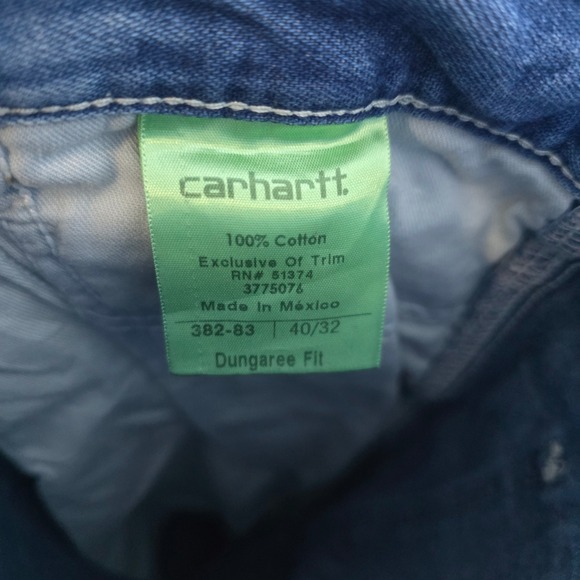 carhartt.
100% Cotton
Exclusive Of Trim
RN# 51374
3775076
Made In México
382-83 | 40/32
Dungaree Fit